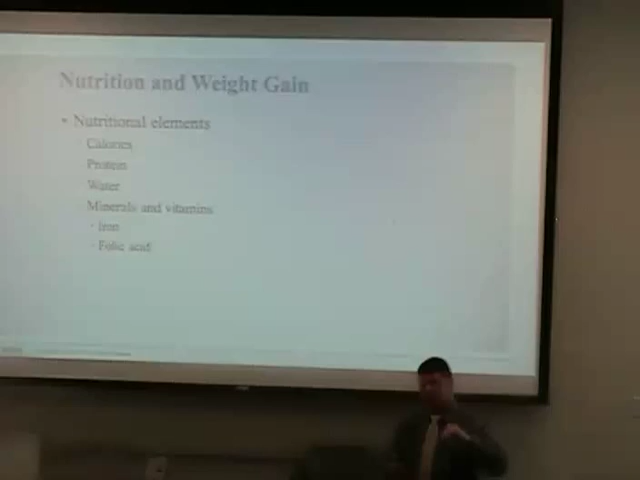 Nutrition and Weight Gain
• Nutritional elements
Calories
Protein
Water
Minerals and vitamins
· Iron
· Folic acid